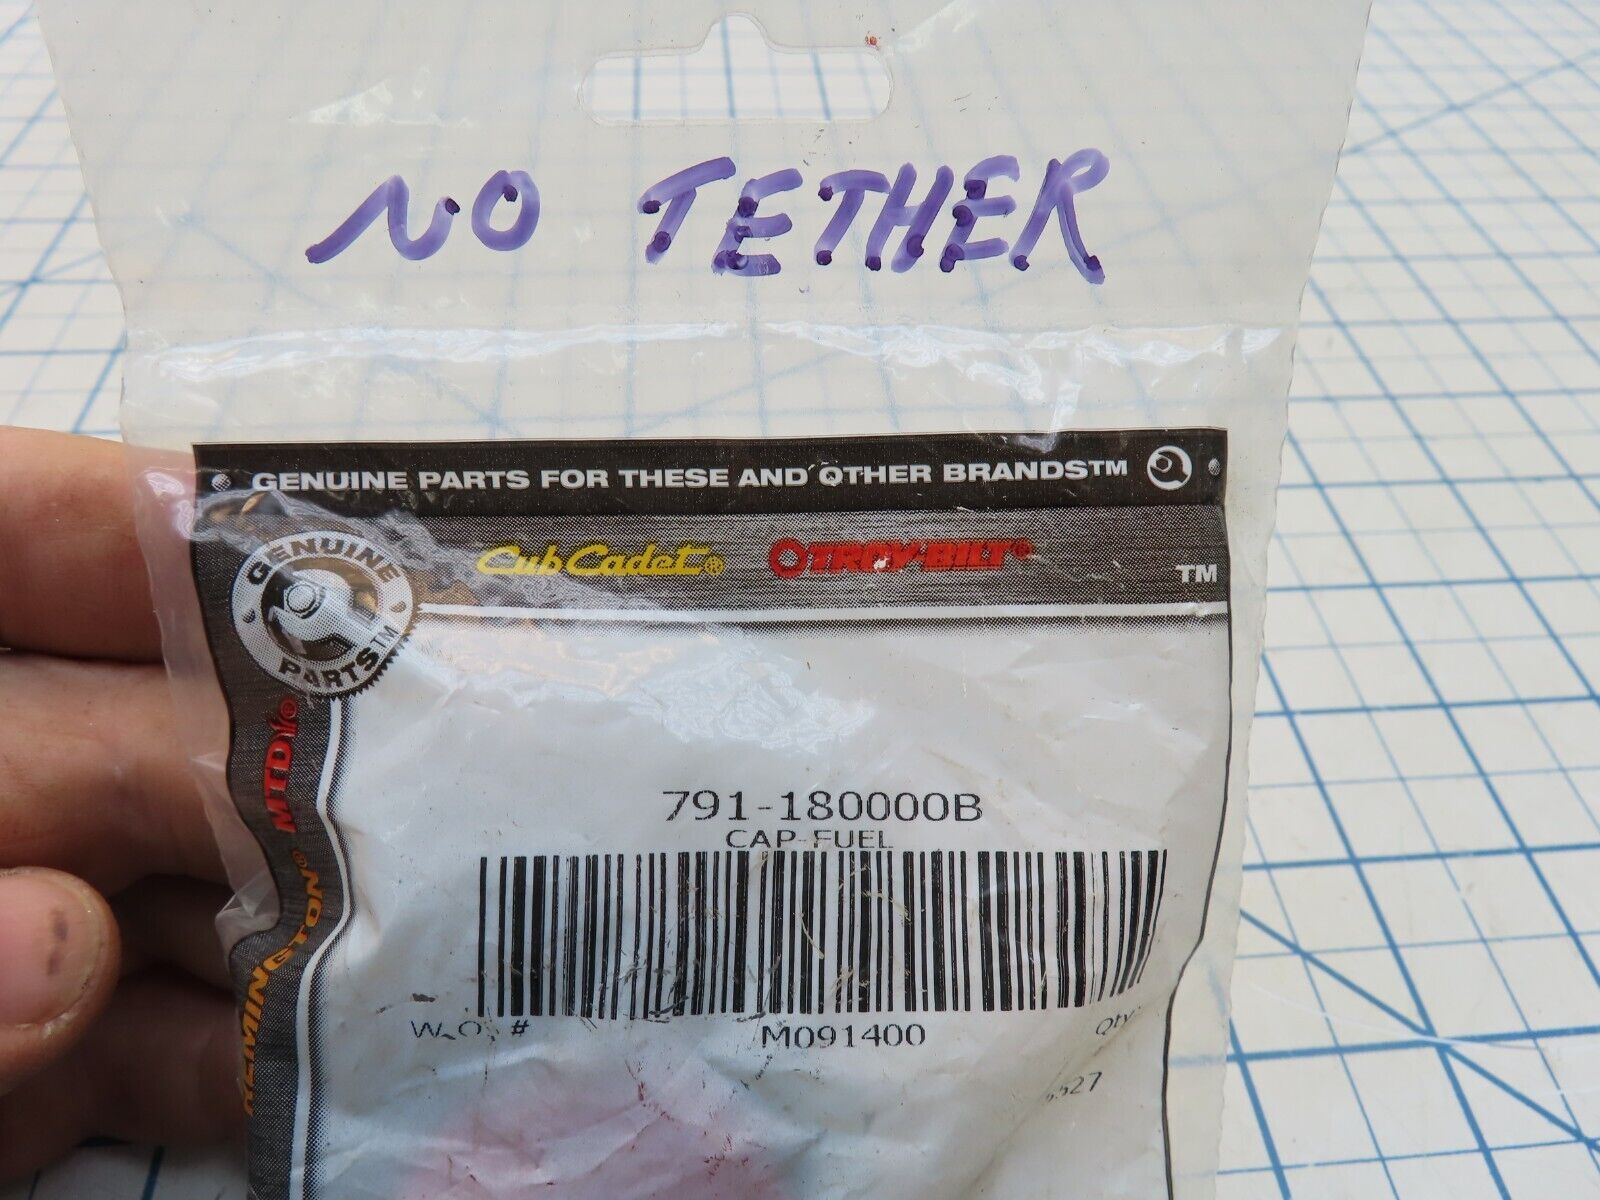 NO TETHER
GENUINE PARTS FOR THESE AND OTHER BRANDS™
Cub Cadet® TROY-BILT®
™
GENUINE PARTS™
MTD®
REMINGTON®
791-180000B
CAP-FUEL
W.O. #
M091400
Qty: